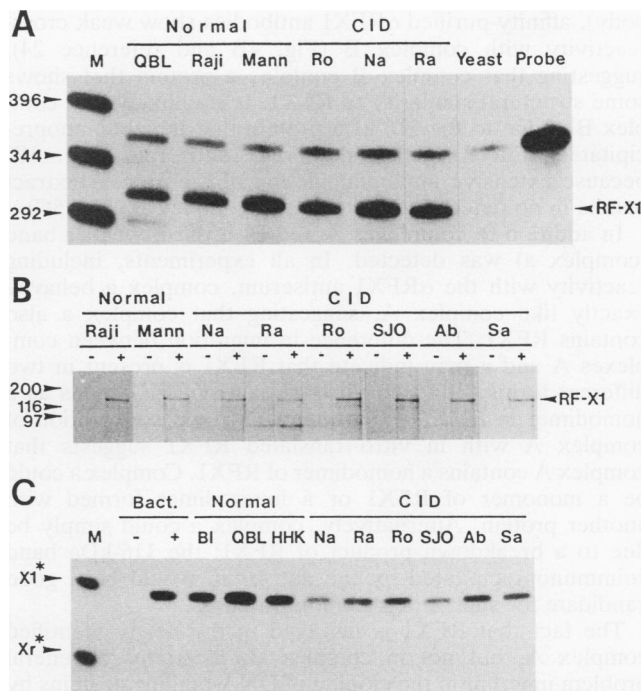 A
Normal CID
M QBL Raji Mann Ro Na Ra Yeast Probe
396
344
292
RF-X1
B
Normal CID
Raji Mann Na Ra Ro SJO Ab Sa
- + - + - + - + - + - + - + - +
200
116
97
RF-X1
C
Bact. Normal CID
M - + BI QBL HHK Na Ra Ro SJO Ab Sa
X1*
Xr*